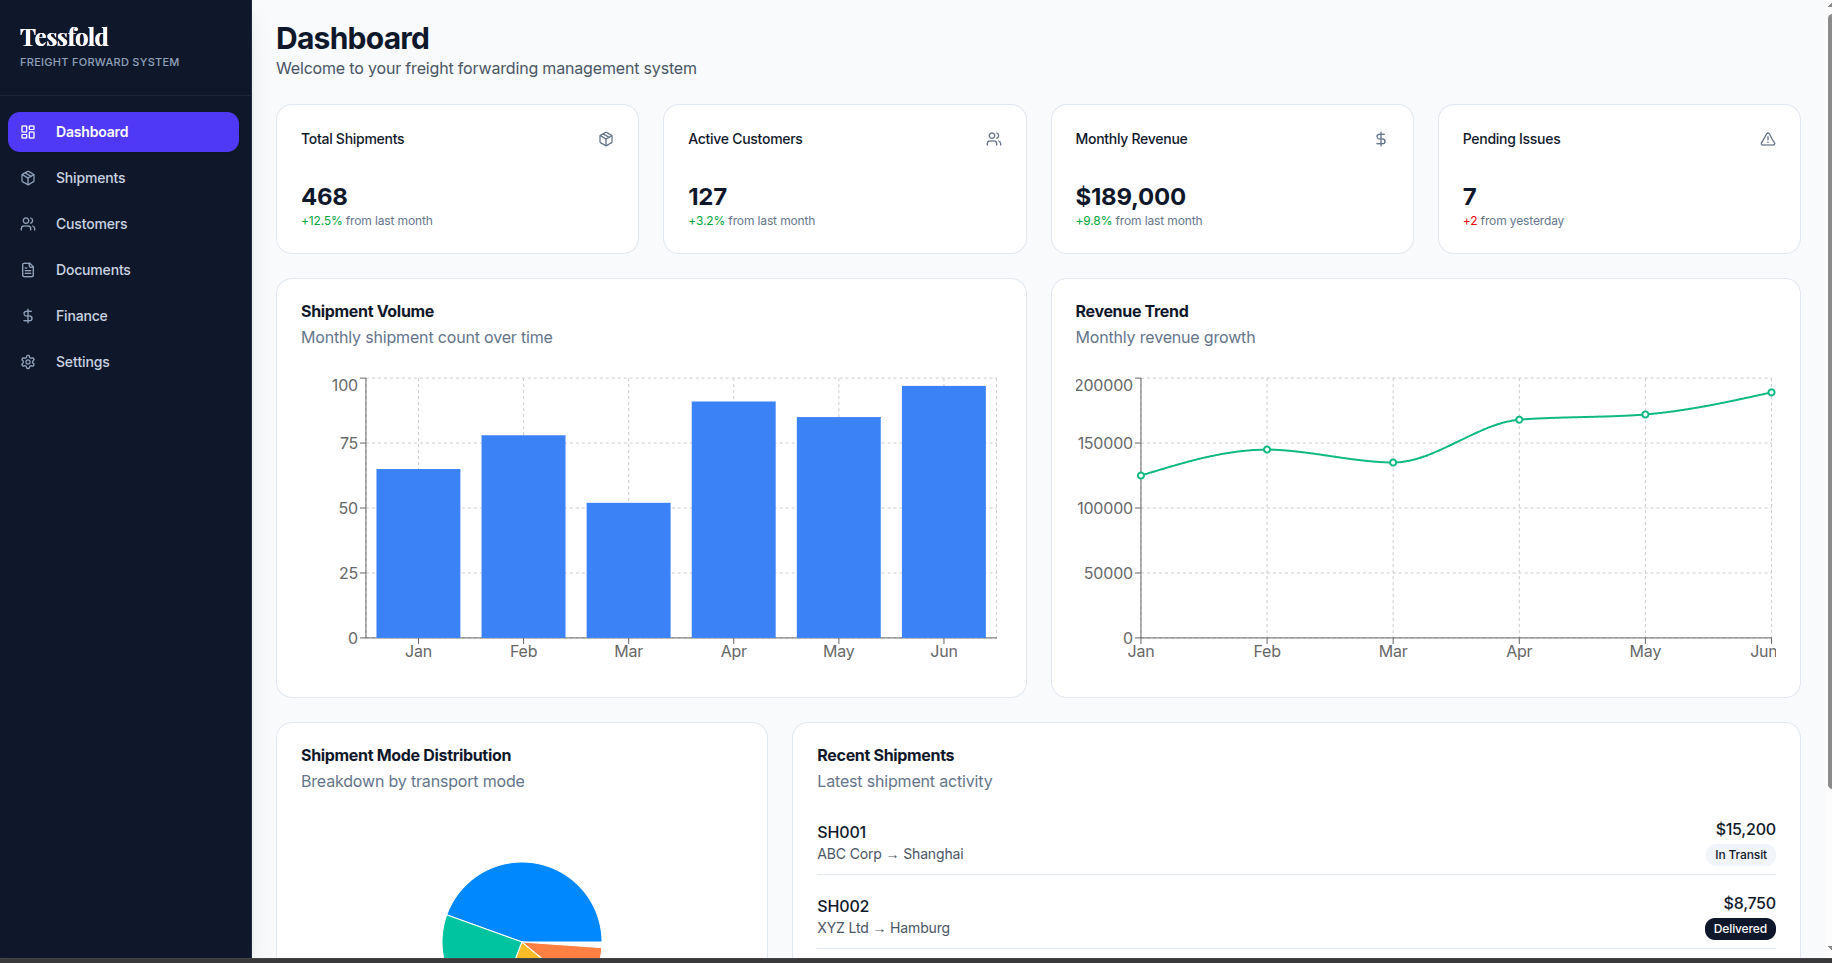 Tessfold
FREIGHT FORWARD SYSTEM
Dashboard
Shipments
Customers
Documents
Finance
Settings
Dashboard
Welcome to your freight forwarding management system
Total Shipments
468
+12.5% from last month
Active Customers
127
+3.2% from last month
Monthly Revenue
$189,000
+9.8% from last month
Pending Issues
7
+2 from yesterday
Shipment Volume
Monthly shipment count over time
100
75
50
25
0
Jan Feb Mar Apr May Jun
Revenue Trend
Monthly revenue growth
200000
150000
100000
50000
0
Jan Feb Mar Apr May Jun
Shipment Mode Distribution
Breakdown by transport mode
Recent Shipments
Latest shipment activity
SH001
ABC Corp → Shanghai
$15,200
In Transit
SH002
XYZ Ltd → Hamburg
$8,750
Delivered